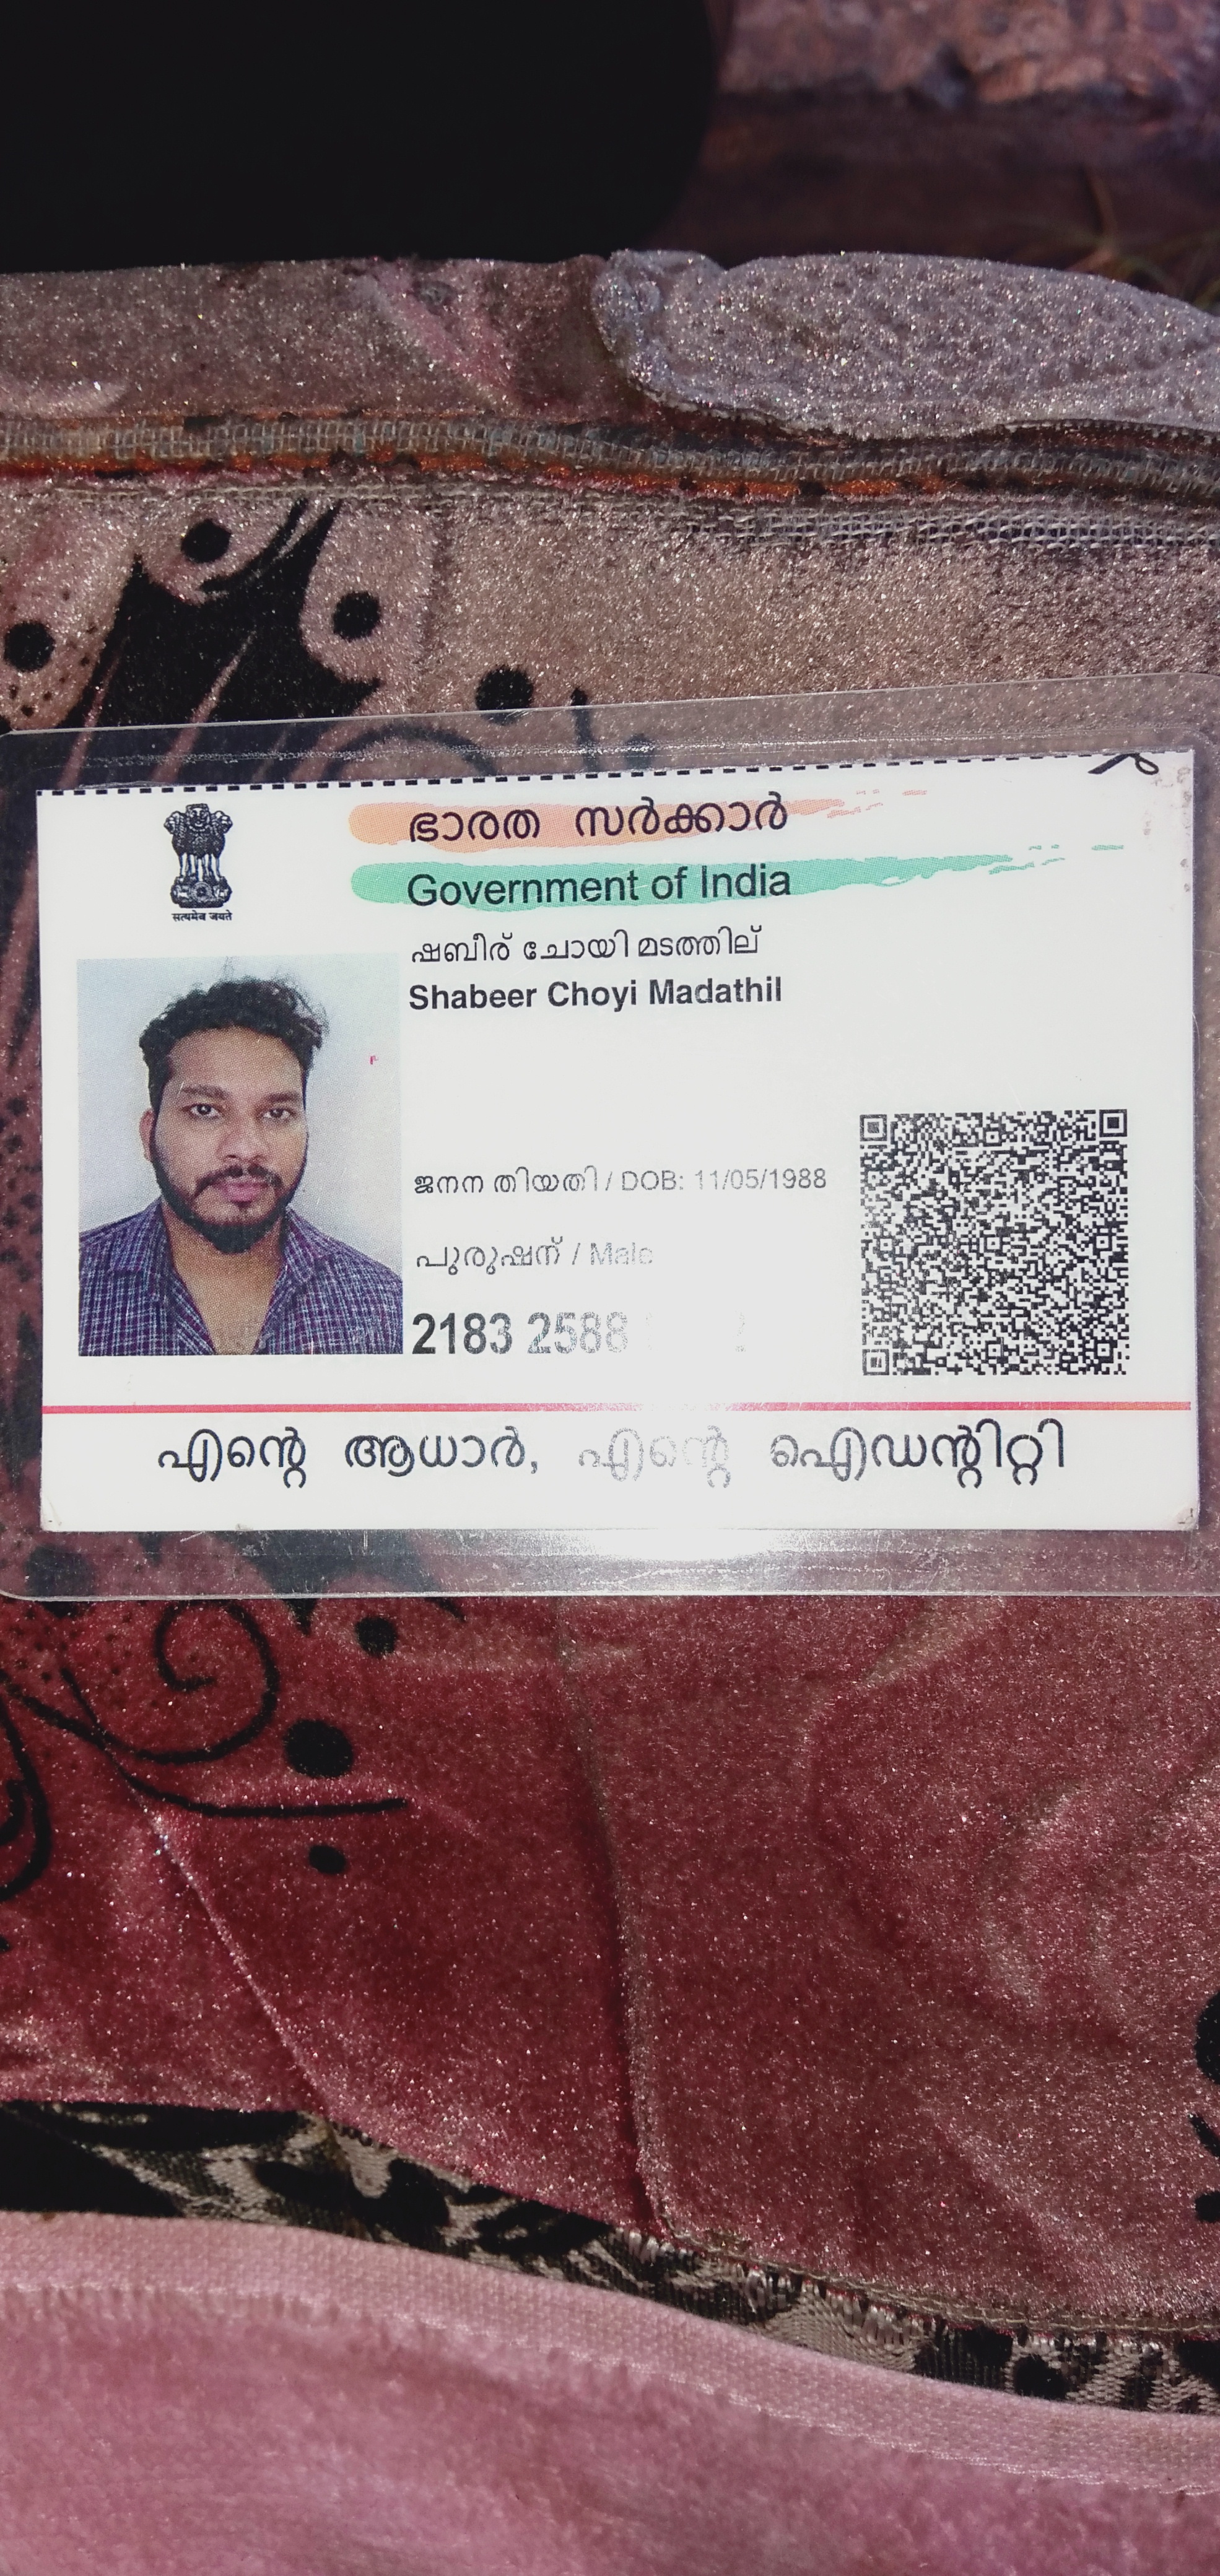 ഭാരത സർക്കാർ
Government of India
सत्यमेव जयते
ഷബീര് ചോയി മടത്തില്
Shabeer Choyi Madathil
ജനന തിയതി / DOB: 11/05/1988
പുരുഷന് / Male
2183 2588
എന്റെ ആധാർ, എന്റെ ഐഡന്റിറ്റി